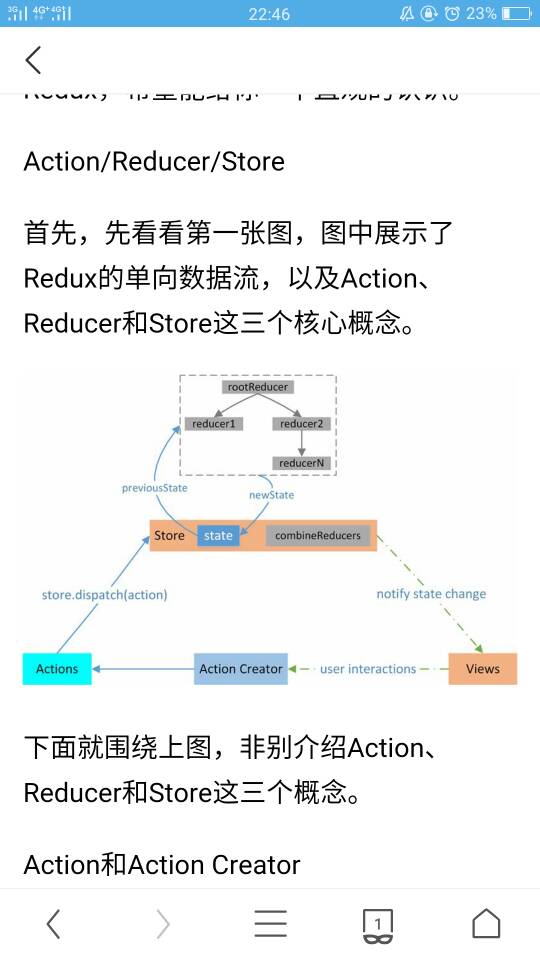 3G 4G+ 4G+ 22:46 23%
Action/Reducer/Store
首先，先看看第一张图，图中展示了
Redux的单向数据流，以及Action、
Reducer和Store这三个核心概念。
rootReducer
reducer1 reducer2
reducerN
previousState newState
Store state combineReducers
store.dispatch(action) notify state change
Actions Action Creator user interactions Views
下面就围绕上图，非别介绍Action、
Reducer和Store这三个概念。
Action和Action Creator
1